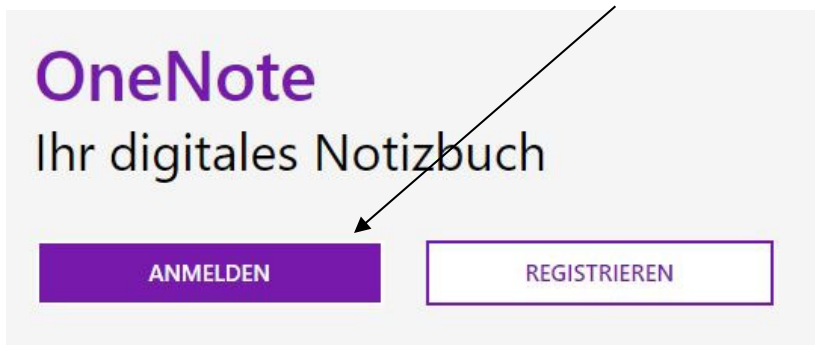 OneNote
Ihr digitales Notizbuch
ANMELDEN
REGISTRIEREN